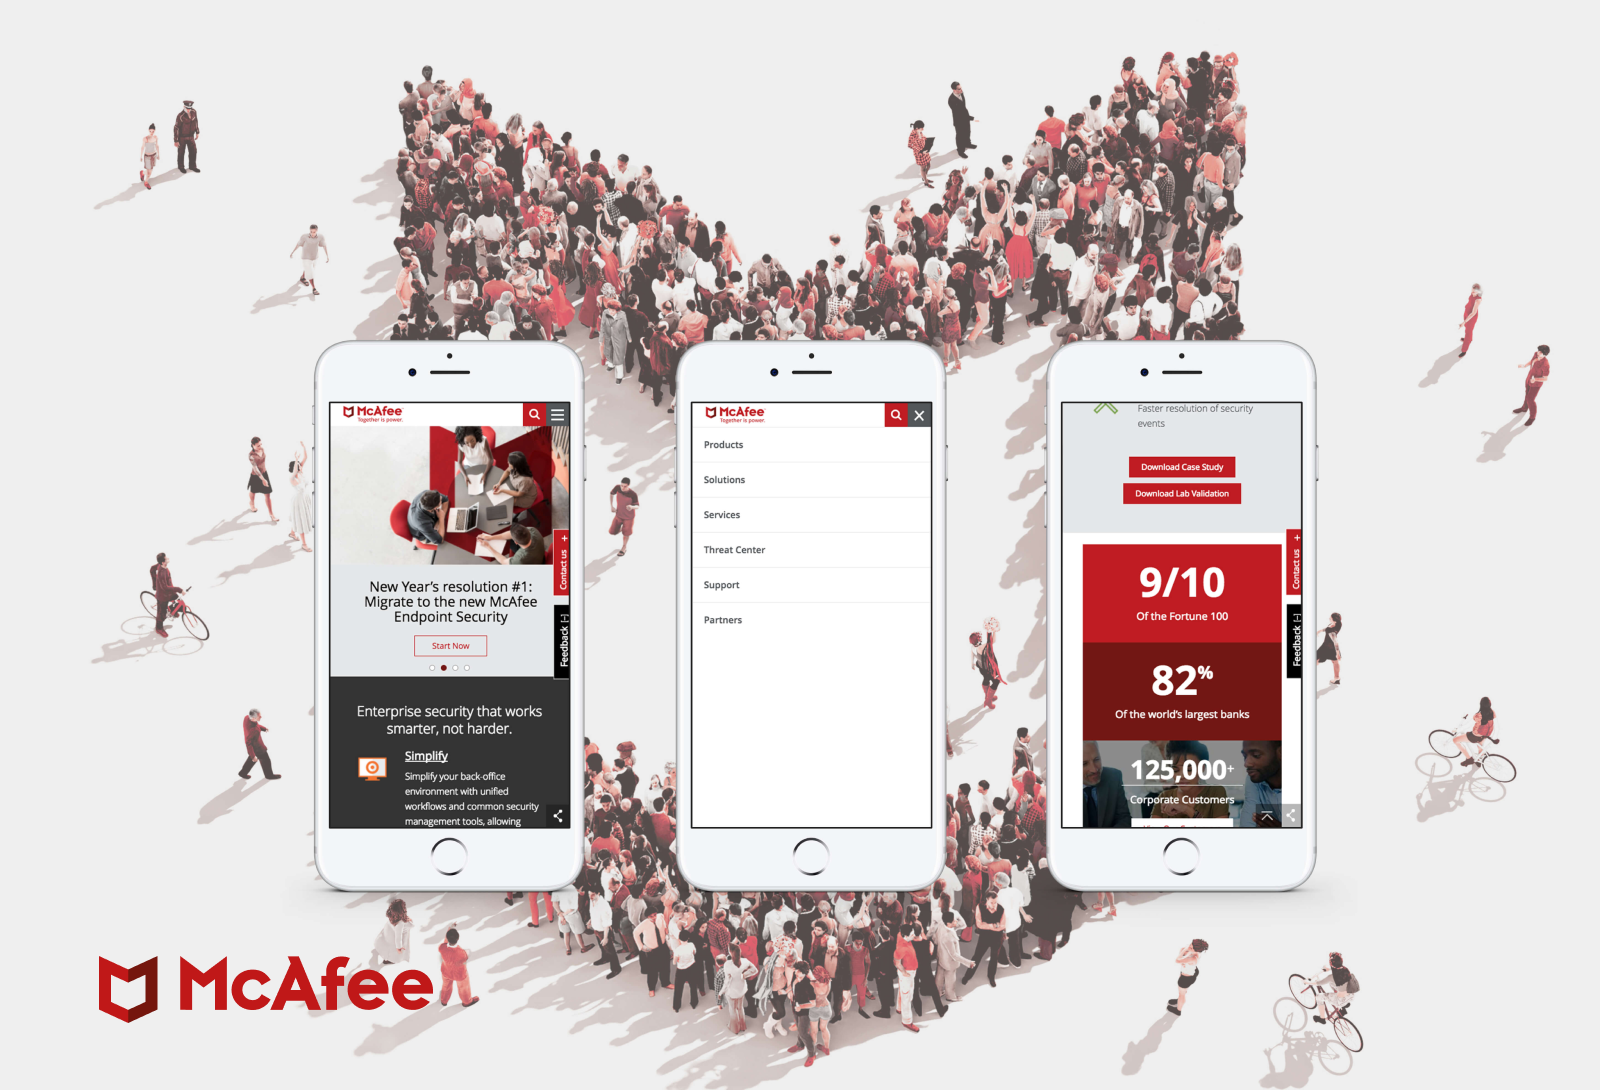 McAfee
Together is power.
New Year's resolution #1:
Migrate to the new McAfee
Endpoint Security
Start Now
Contact us +
Feedback [-]
Enterprise security that works
smarter, not harder.
Simplify
Simplify your back-office
environment with unified
workflows and common security
management tools, allowing
McAfee
Together is power.
Products
Solutions
Services
Threat Center
Support
Partners
Faster resolution of security
events
Download Case Study
Download Lab Validation
9/10
Of the Fortune 100
82%
Of the world's largest banks
125,000+
Corporate Customers
Contact us +
Feedback [-]
McAfee